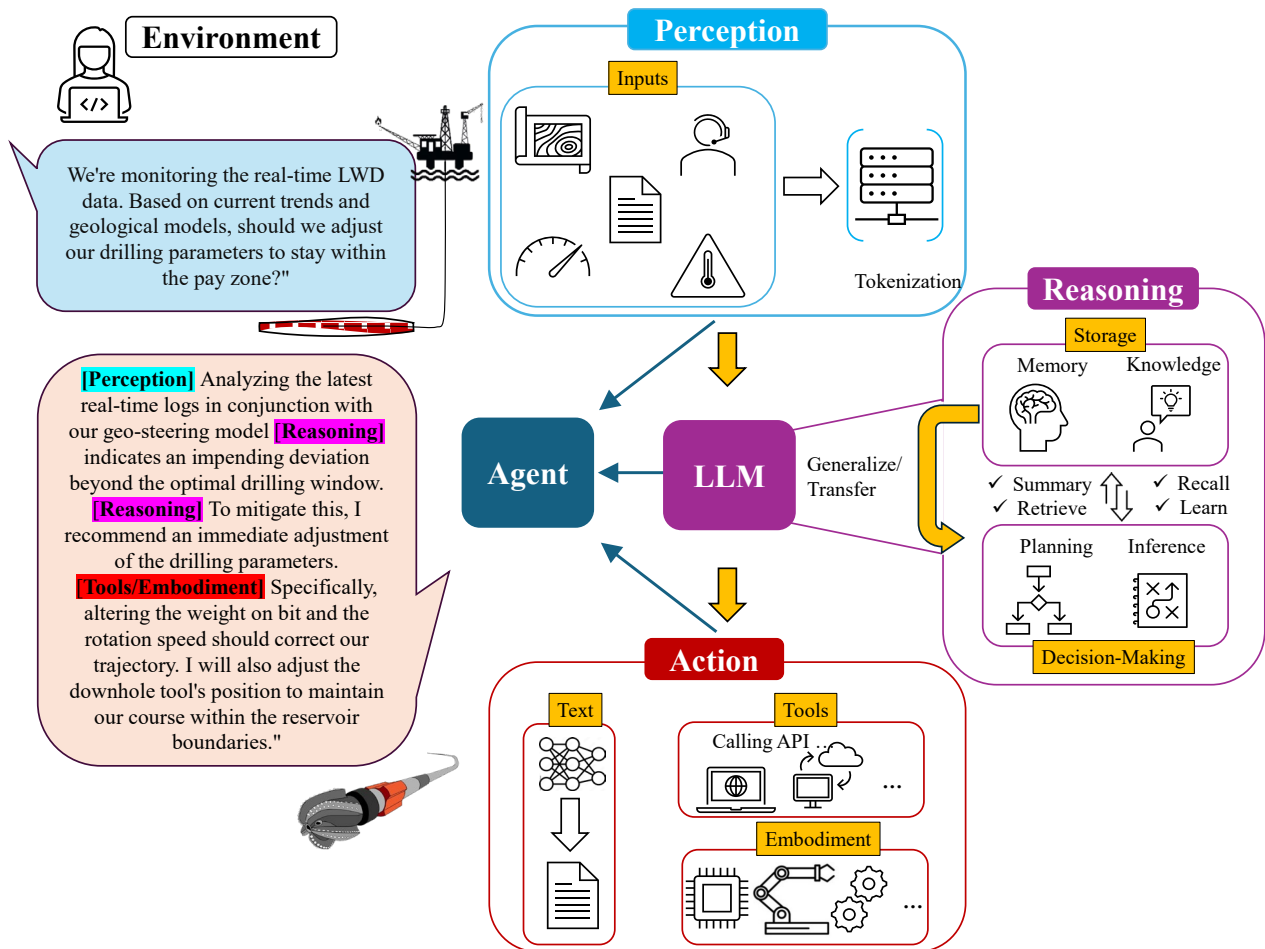 Environment
We're monitoring the real-time LWD
data. Based on current trends and
geological models, should we adjust
our drilling parameters to stay within
the pay zone?"
[Perception] Analyzing the latest
real-time logs in conjunction with
our geo-steering model [Reasoning]
indicates an impending deviation
beyond the optimal drilling window.
[Reasoning] To mitigate this, I
recommend an immediate adjustment
of the drilling parameters.
[Tools/Embodiment] Specifically,
altering the weight on bit and the
rotation speed should correct our
trajectory. I will also adjust the
downhole tool's position to maintain
our course within the reservoir
boundaries."
Perception
Inputs
Tokenization
Agent
LLM
Generalize/
Transfer
Reasoning
Storage
Memory
Knowledge
✓ Summary
✓ Retrieve
✓ Recall
✓ Learn
Planning
Inference
Decision-Making
Action
Text
Tools
Calling API ...
...
Embodiment
...